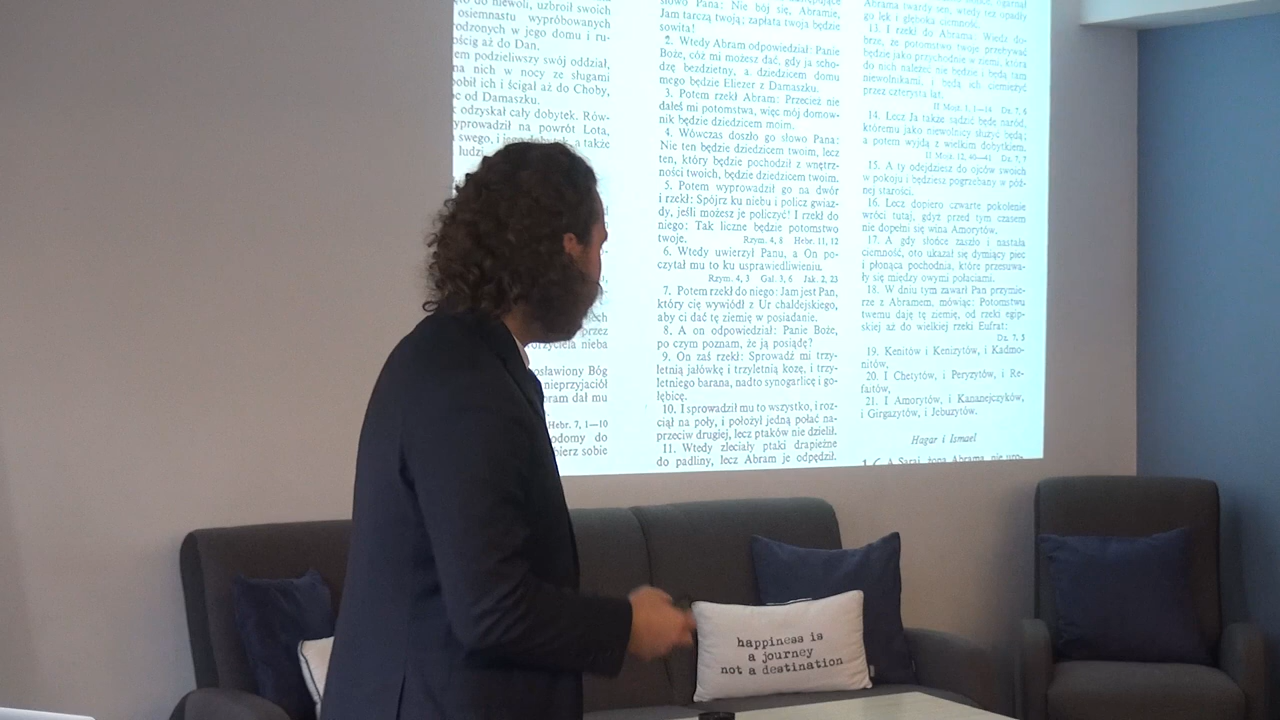 to do niewoli, uzbroił swoich
osiemnastu wypróbowanych
rodzonych w jego domu i ru-
ścig aż do Dan.
em podzieliwszy swój oddział,
na nich w nocy ze sługami
obił ich i ścigał aż do Choby,
od Damaszku.
odzyskał cały dobytek. Rów-
yprowadził na powrót Lota,
swego, i jego a także
ludzi
przez
nieba
osławiony Bóg
nieprzyjaciół
bram dał mu
Hebr. 7, 1—10
odomy do
bierz sobie
słowo Pana: Nie bój się, Abramie,
Jam tarczą twoją; zapłata twoja będzie
sowita!
2. Wtedy Abram odpowiedział: Panie
Boże, cóż mi możesz dać, gdy ja scho-
dzę bezdzietny, a dziedzicem domu
mego będzie Eliezer z Damaszku.
3. Potem rzekł Abram: Przecież nie
dałeś mi potomstwa, więc mój domow-
nik będzie dziedzicem moim.
4. Wówczas doszło go słowo Pana:
Nie ten będzie dziedzicem twoim, lecz
ten, który będzie pochodził z wnętrz-
ności twoich, będzie dziedzicem twoim.
5. Potem wyprowadził go na dwór
i rzekł: Spójrz ku niebu i policz gwiaz-
dy, jeśli możesz je policzyć! I rzekł do
niego: Tak liczne będzie potomstwo
twoje. Rzym. 4, 8 Hebr. 11, 12
6. Wtedy uwierzył Panu, a On po-
czytał mu to ku usprawiedliwieniu.
Rzym. 4, 3 Gal. 3, 6 Jak. 2, 23
7. Potem rzekł do niego: Jam jest Pan,
który cię wywiódł z Ur chaldejskiego,
aby ci dać tę ziemię w posiadanie.
8. A on odpowiedział: Panie Boże,
po czym poznam, że ją posiądę?
9. On zaś rzekł: Sprowadź mi trzy-
letnią jałówkę i trzyletnią kozę, i trzy-
letniego barana, nadto synogarlicę i go-
łębicę.
10. I sprowadził mu to wszystko, i roz-
ciął na poły, i położył jedną połać na-
przeciw drugiej, lecz ptaków nie dzielił.
11. Wtedy zleciały ptaki drapieżne
do padliny, lecz Abram je odpędził.
Abrama twardy sen, wtedy też opadły
go lęk i głęboka ciemność.
13. I rzekł do Abrama: Wiedz do-
brze, że potomstwo twoje przebywać
będzie jako przychodnie w ziemi, która
do nich należeć nie będzie i będą tam
niewolnikami, i będą ich ciemiężyć
przez czterysta lat.
II Mojż. 1, 1—14 Dz. 7, 6
14. Lecz Ja także sądzić będę naród,
któremu jako niewolnicy służyć będą;
a potem wyjdą z wielkim dobytkiem.
II Mojż. 12, 40—41 Dz. 7, 7
15. A ty odejdziesz do ojców swoich
w pokoju i będziesz pogrzebany w póź-
nej starości.
16. Lecz dopiero czwarte pokolenie
wróci tutaj, gdyż przed tym czasem
nie dopełni się wina Amorytów.
17. A gdy słońce zaszło i nastała
ciemność, oto ukazał się dymiący piec
i płonąca pochodnia, które przesuwa-
ły się między owymi połaciami.
18. W dniu tym zawarł Pan przymie-
rze z Abramem, mówiąc: Potomstwu
twemu daję tę ziemię, od rzeki egip-
skiej aż do wielkiej rzeki Eufrat:
Dz. 7, 5
19. Kenitów i Kenizytów, i Kadmo-
nitów,
20. I Chetytów, i Peryzytów, i Re-
faitów,
21. I Amorytów, i Kananejczyków,
i Girgazytów, i Jebuzytów.
Hagar i Ismael
A Saraj, żona Abrama, nie
happiness is
a journey
not a destination